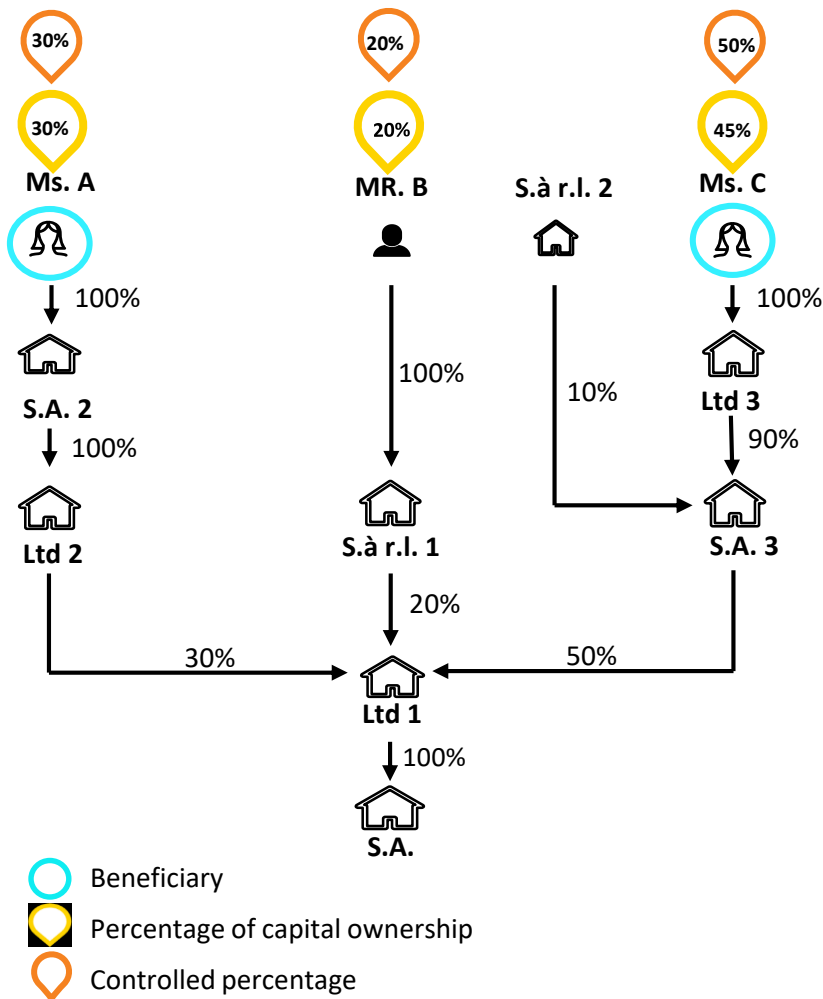 30%
20%
50%
30%
20%
45%
Ms. A
MR. B
S.à r.l. 2
Ms. C
100%
100%
100%
10%
S.A. 2
Ltd 3
100%
90%
Ltd 2
S.à r.l. 1
S.A. 3
20%
30%
50%
Ltd 1
100%
S.A.
Beneficiary
Percentage of capital ownership
Controlled percentage